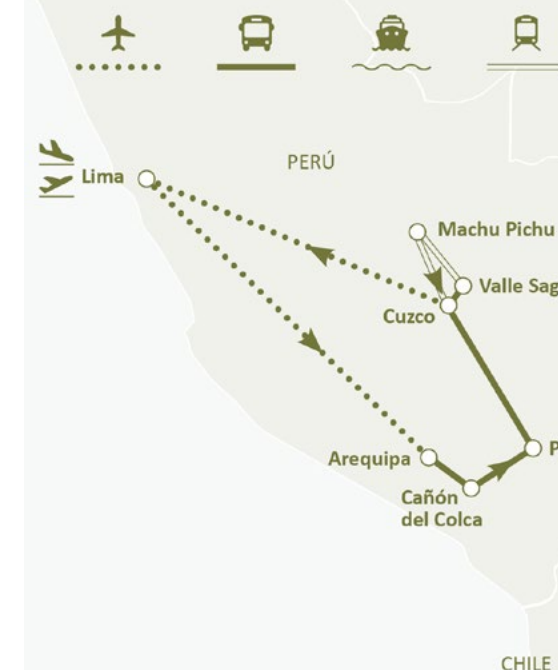 PERÚ
Lima
Machu Pichu
Valle Sag
Cuzco
P
Arequipa
Cañón
del Colca
CHILE